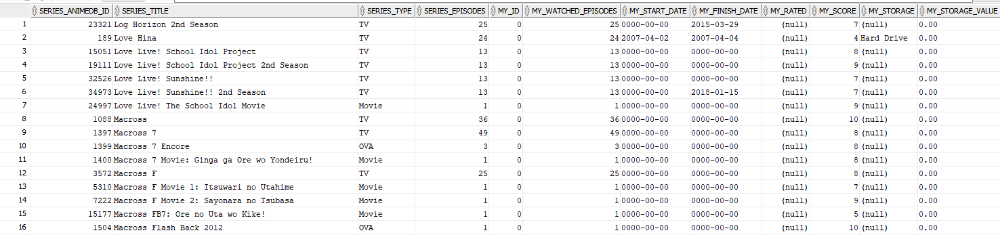 SERIES_ANIMEDB_ID SERIES_TITLE SERIES_TYPE SERIES_EPISODES MY_ID MY_WATCHED_EPISODES MY_START_DATE MY_FINISH_DATE MY_RATED MY_SCORE MY_STORAGE MY_STORAGE_VALUE
1 23321 Log Horizon 2nd Season TV 25 0 25 0000-00-00 2015-03-29 (null) 7 (null) 0.00
2 189 Love Hina TV 24 0 24 2007-04-02 2007-04-04 (null) 4 Hard Drive 0.00
3 15051 Love Live! School Idol Project TV 13 0 13 0000-00-00 0000-00-00 (null) 8 (null) 0.00
4 19111 Love Live! School Idol Project 2nd Season TV 13 0 13 0000-00-00 0000-00-00 (null) 9 (null) 0.00
5 32526 Love Live! Sunshine!! TV 13 0 13 0000-00-00 0000-00-00 (null) 7 (null) 0.00
6 34973 Love Live! Sunshine!! 2nd Season TV 13 0 13 0000-00-00 2018-01-15 (null) 7 (null) 0.00
7 24997 Love Live! The School Idol Movie Movie 1 0 1 0000-00-00 0000-00-00 (null) 9 (null) 0.00
8 1088 Macross TV 36 0 36 0000-00-00 0000-00-00 (null) 10 (null) 0.00
9 1397 Macross 7 TV 49 0 49 0000-00-00 0000-00-00 (null) 8 (null) 0.00
10 1399 Macross 7 Encore OVA 3 0 3 0000-00-00 0000-00-00 (null) 8 (null) 0.00
11 1400 Macross 7 Movie: Ginga ga Ore wo Yondeiru! Movie 1 0 1 0000-00-00 0000-00-00 (null) 8 (null) 0.00
12 3572 Macross F TV 25 0 25 0000-00-00 0000-00-00 (null) 8 (null) 0.00
13 5310 Macross F Movie 1: Itsuwari no Utahime Movie 1 0 1 0000-00-00 0000-00-00 (null) 7 (null) 0.00
14 7222 Macross F Movie 2: Sayonara no Tsubasa Movie 1 0 1 0000-00-00 0000-00-00 (null) 9 (null) 0.00
15 15177 Macross FB7: Ore no Uta wo Kike! Movie 1 0 1 0000-00-00 0000-00-00 (null) 5 (null) 0.00
16 1504 Macross Flash Back 2012 OVA 1 0 1 0000-00-00 0000-00-00 (null) 10 (null) 0.00